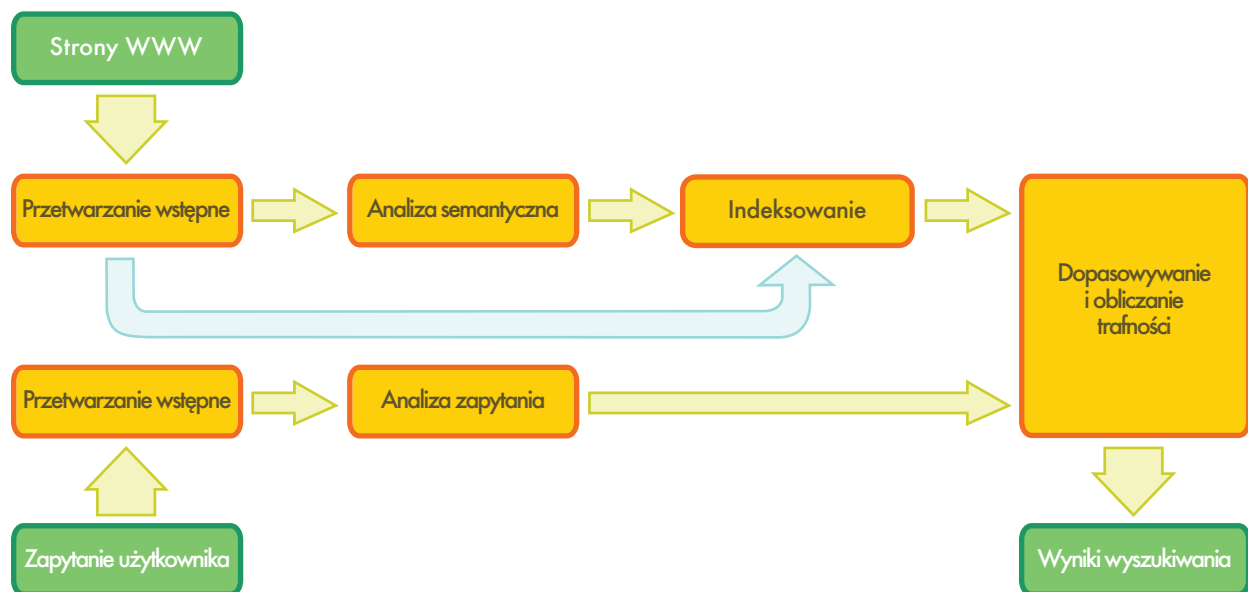 Strony WWW
Przetwarzanie wstępne
Analiza semantyczna
Indeksowanie
Dopasowywanie
i obliczanie
trafności
Przetwarzanie wstępne
Analiza zapytania
Zapytanie użytkownika
Wyniki wyszukiwania